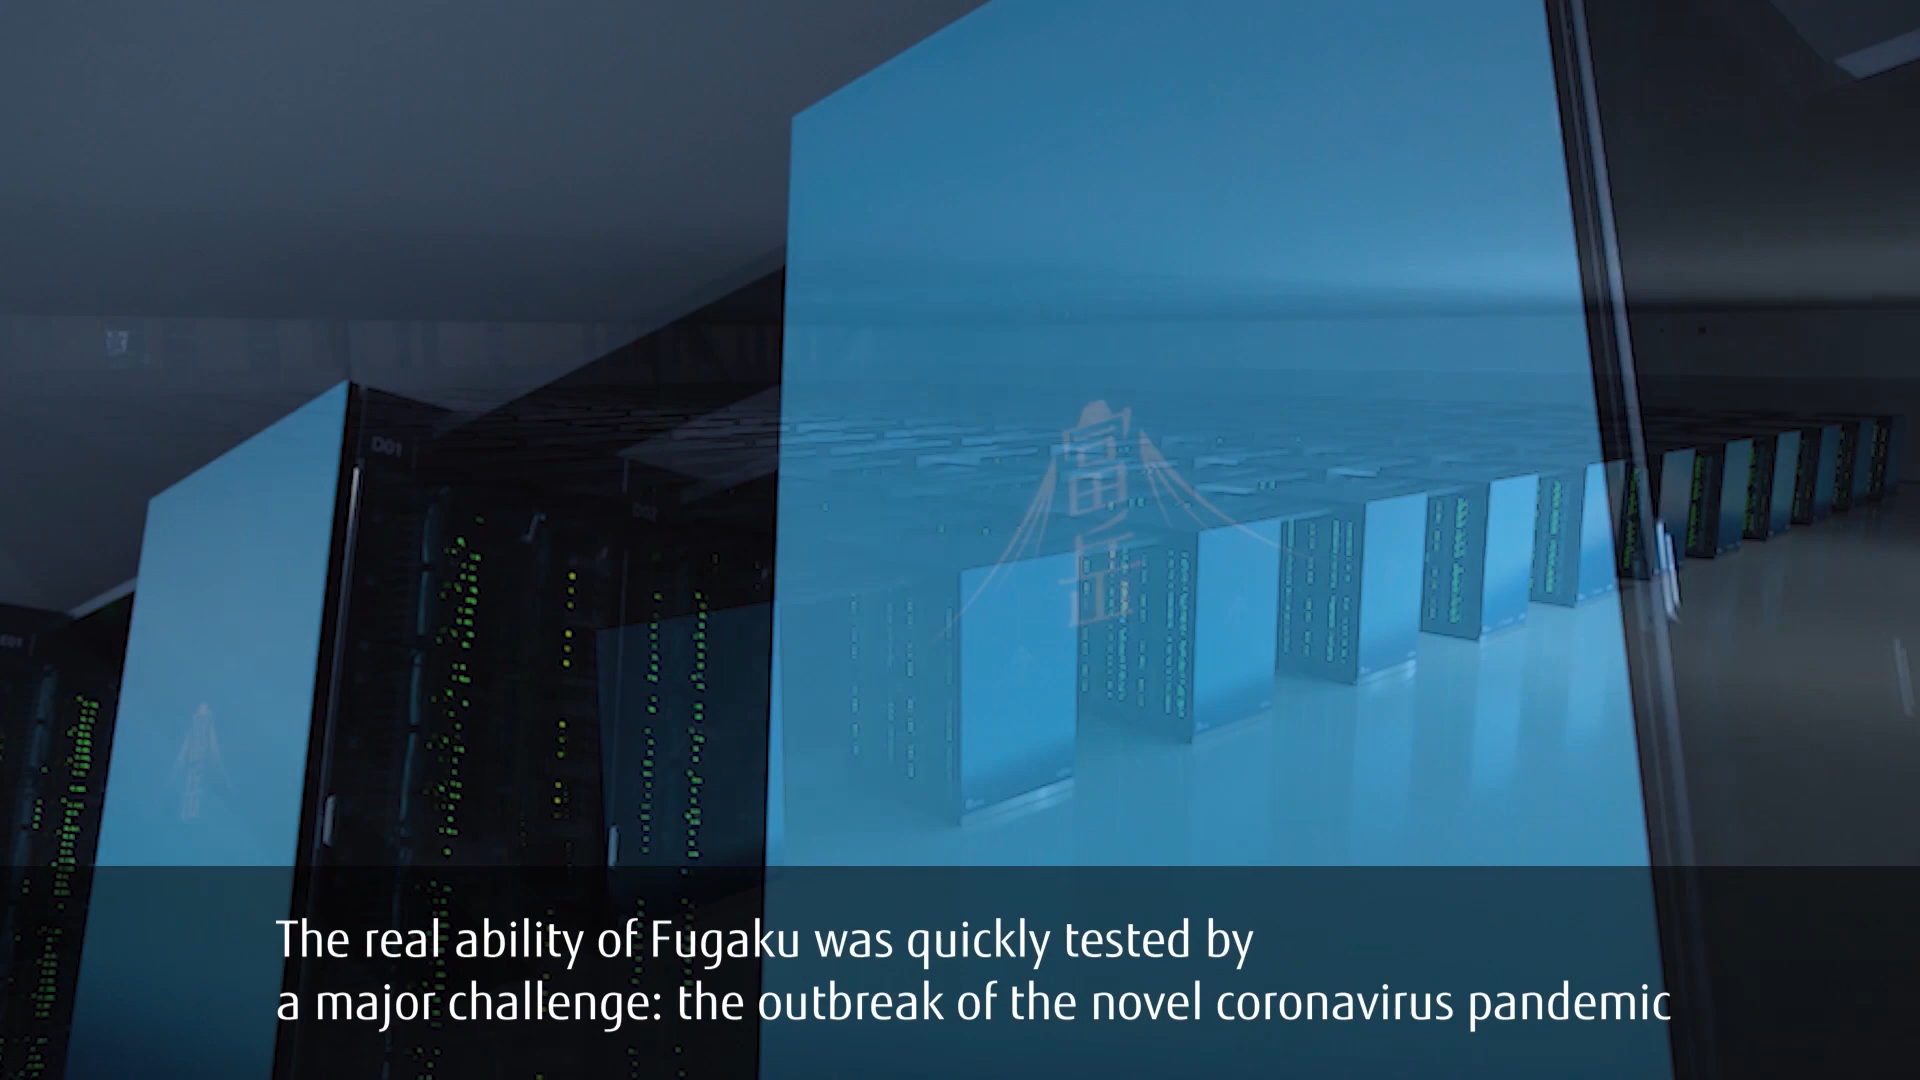 D01
富岳
The real ability of Fugaku was quickly tested by
a major challenge: the outbreak of the novel coronavirus pandemic